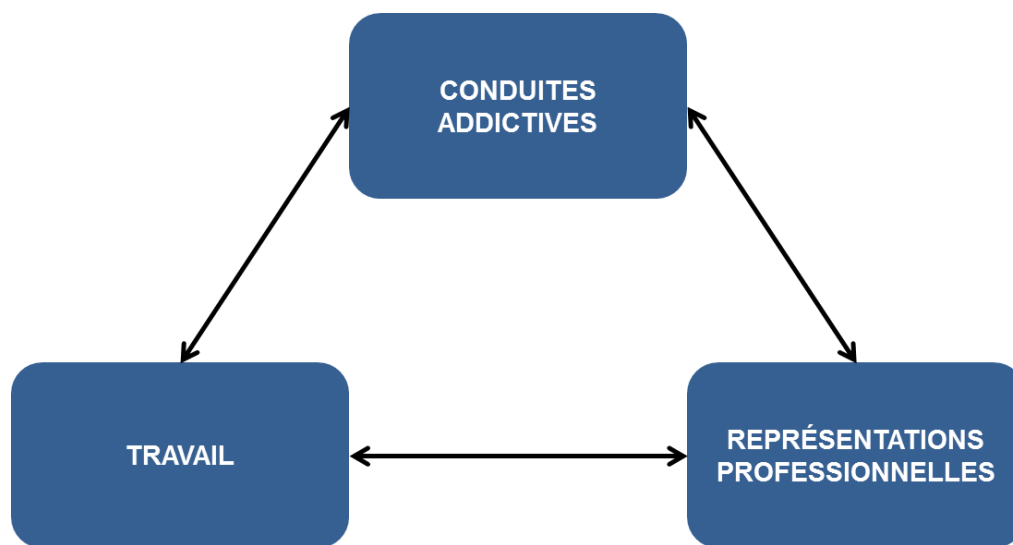 CONDUITES
ADDICTIVES
TRAVAIL
REPRÉSENTATIONS
PROFESSIONNELLES